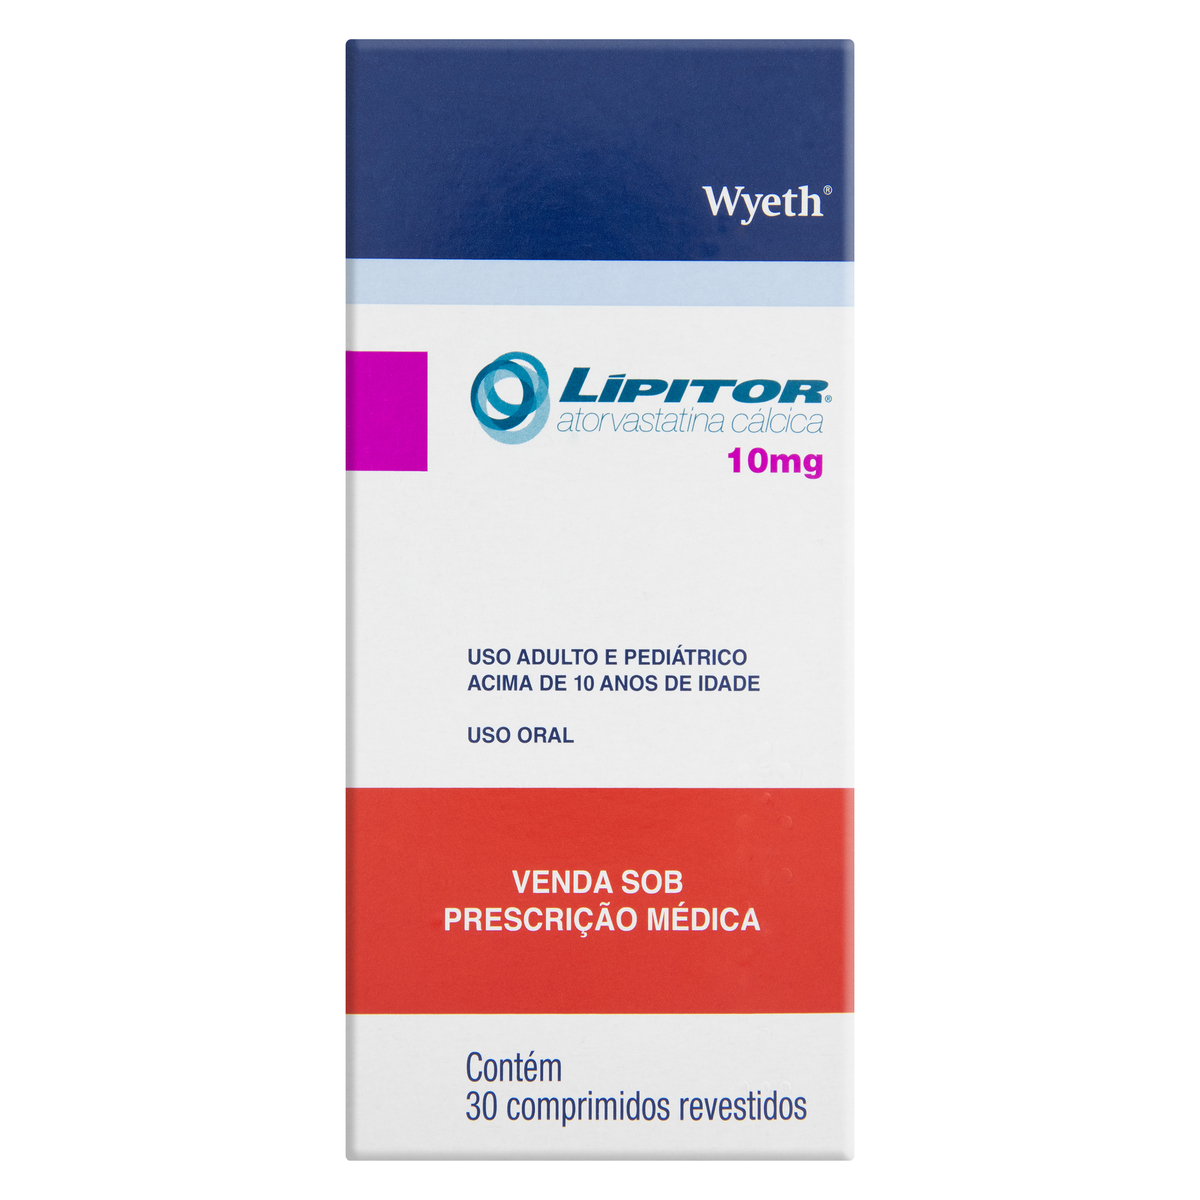 Wyeth®
LÍPITOR®
atorvastatina cálcica
10mg
USO ADULTO E PEDIÁTRICO
ACIMA DE 10 ANOS DE IDADE
USO ORAL
VENDA SOB
PRESCRIÇÃO MÉDICA
Contém
30 comprimidos revestidos